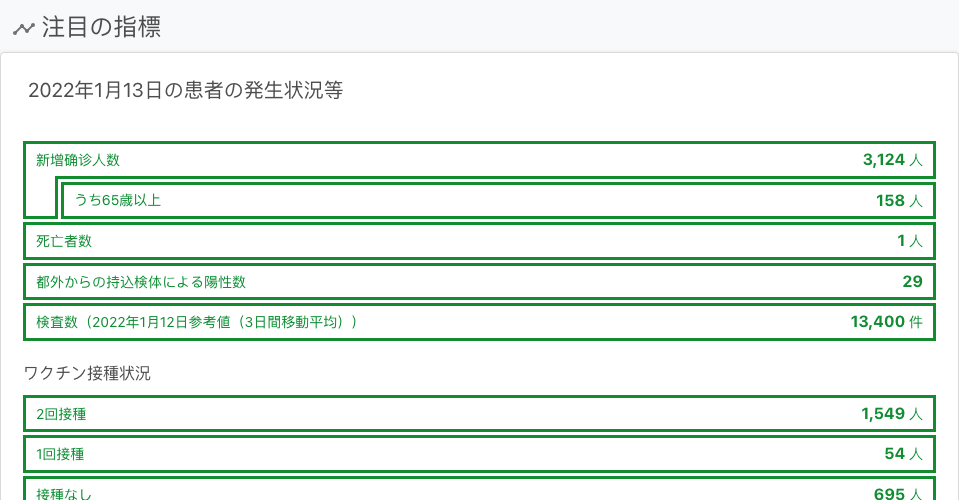 注目の指標
2022年1月13日の患者の発生状況等
新增确诊人数 3,124 人
うち65歳以上 158 人
死亡者数 1 人
都外からの持込検体による陽性数 29
検査数（2022年1月12日参考値（3日間移動平均）） 13,400 件
ワクチン接種状況
2回接種 1,549 人
1回接種 54 人
接種なし 695 人